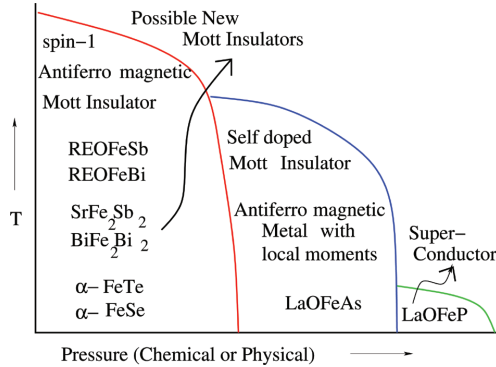 Possible New
Mott Insulators
spin-1
Antiferro magnetic
Mott Insulator
REOFeSb
REOFeBi
SrFe2Sb2
BiFe2Bi2
α- FeTe
α- FeSe
Self doped
Mott Insulator
Antiferro magnetic
Metal with
local moments
LaOFeAs
Super-
Conductor
LaOFeP
T
Pressure (Chemical or Physical)